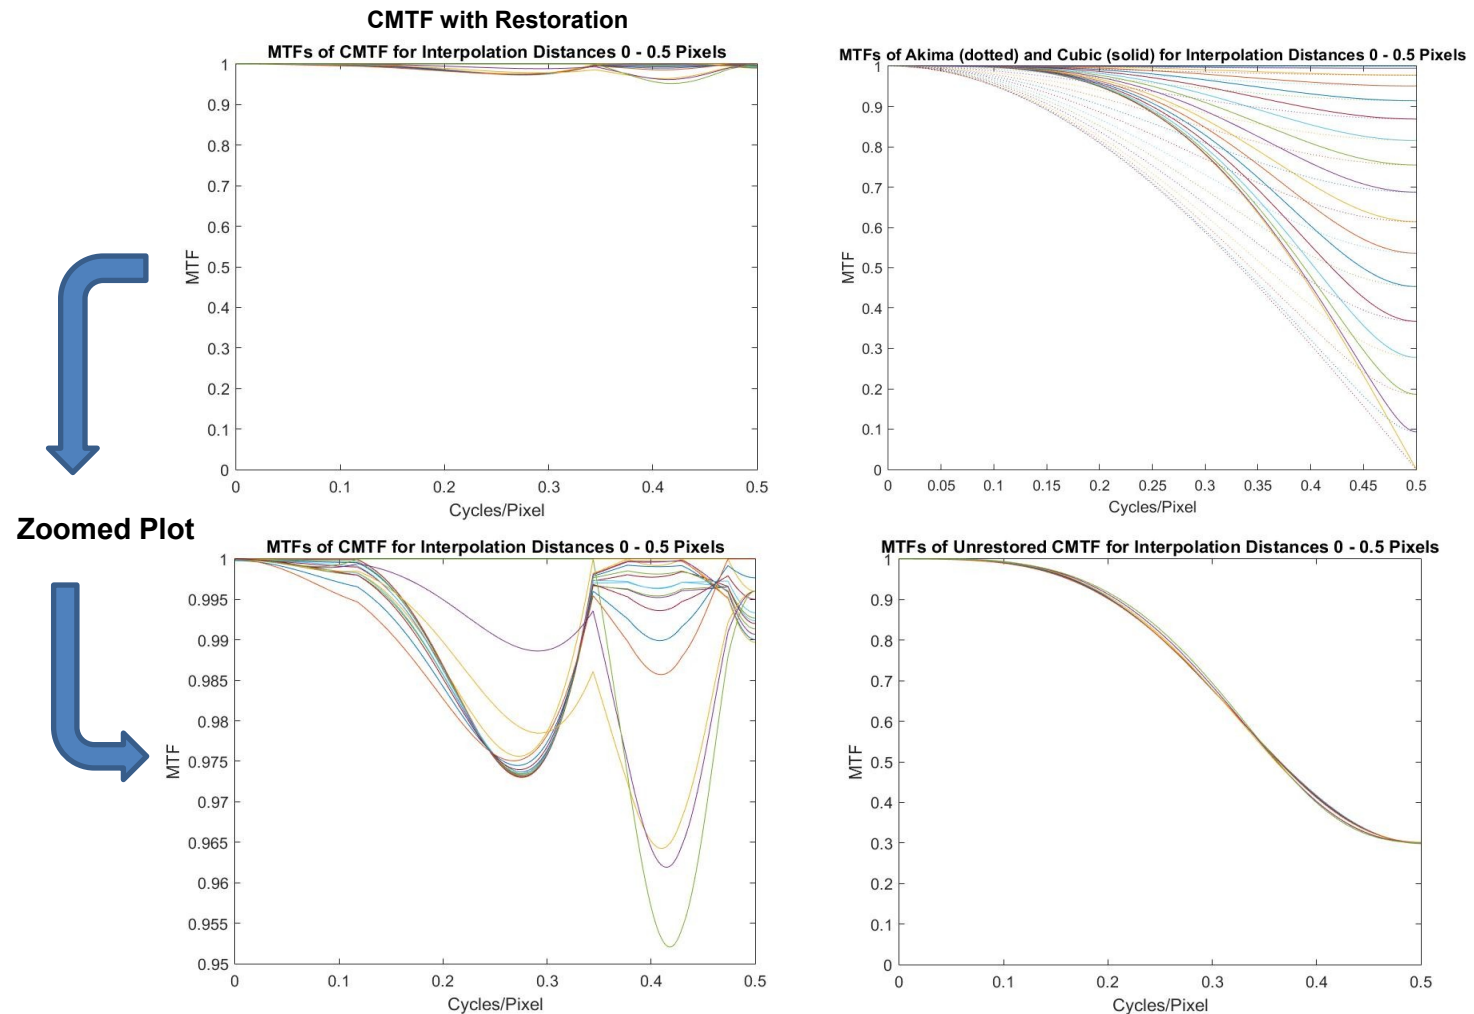 CMTF with Restoration
MTFs of CMTF for Interpolation Distances 0 - 0.5 Pixels
1
0.9
0.8
0.7
0.6
0.5
0.4
0.3
0.2
0.1
0
MTF
0 0.1 0.2 0.3 0.4 0.5
Cycles/Pixel
MTFs of Akima (dotted) and Cubic (solid) for Interpolation Distances 0 - 0.5 Pixels
1
0.9
0.8
0.7
0.6
0.5
0.4
0.3
0.2
0.1
0
MTF
0 0.05 0.1 0.15 0.2 0.25 0.3 0.35 0.4 0.45 0.5
Cycles/Pixel
Zoomed Plot
MTFs of CMTF for Interpolation Distances 0 - 0.5 Pixels
1
0.995
0.99
0.985
0.98
0.975
0.97
0.965
0.96
0.955
0.95
MTF
0 0.1 0.2 0.3 0.4 0.5
Cycles/Pixel
MTFs of Unrestored CMTF for Interpolation Distances 0 - 0.5 Pixels
1
0.9
0.8
0.7
0.6
0.5
0.4
0.3
0.2
0.1
0
MTF
0 0.1 0.2 0.3 0.4 0.5
Cycles/Pixel